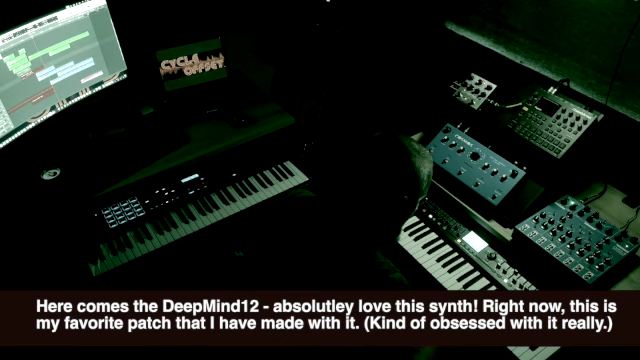 CYCLE
OFFSET
Here comes the DeepMind12 - absolutley love this synth! Right now, this is
my favorite patch that I have made with it. (Kind of obsessed with it really.)